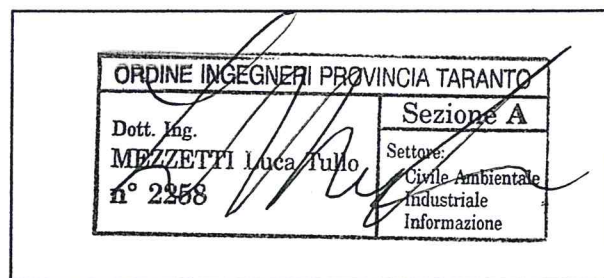 ORDINE INGEGNERI PROVINCIA TARANTO
Dott. Ing.
MEZZETTI Luca Tullo
n° 2258
Sezione A
Settore:
Civile Ambientale
Industriale
Informazione